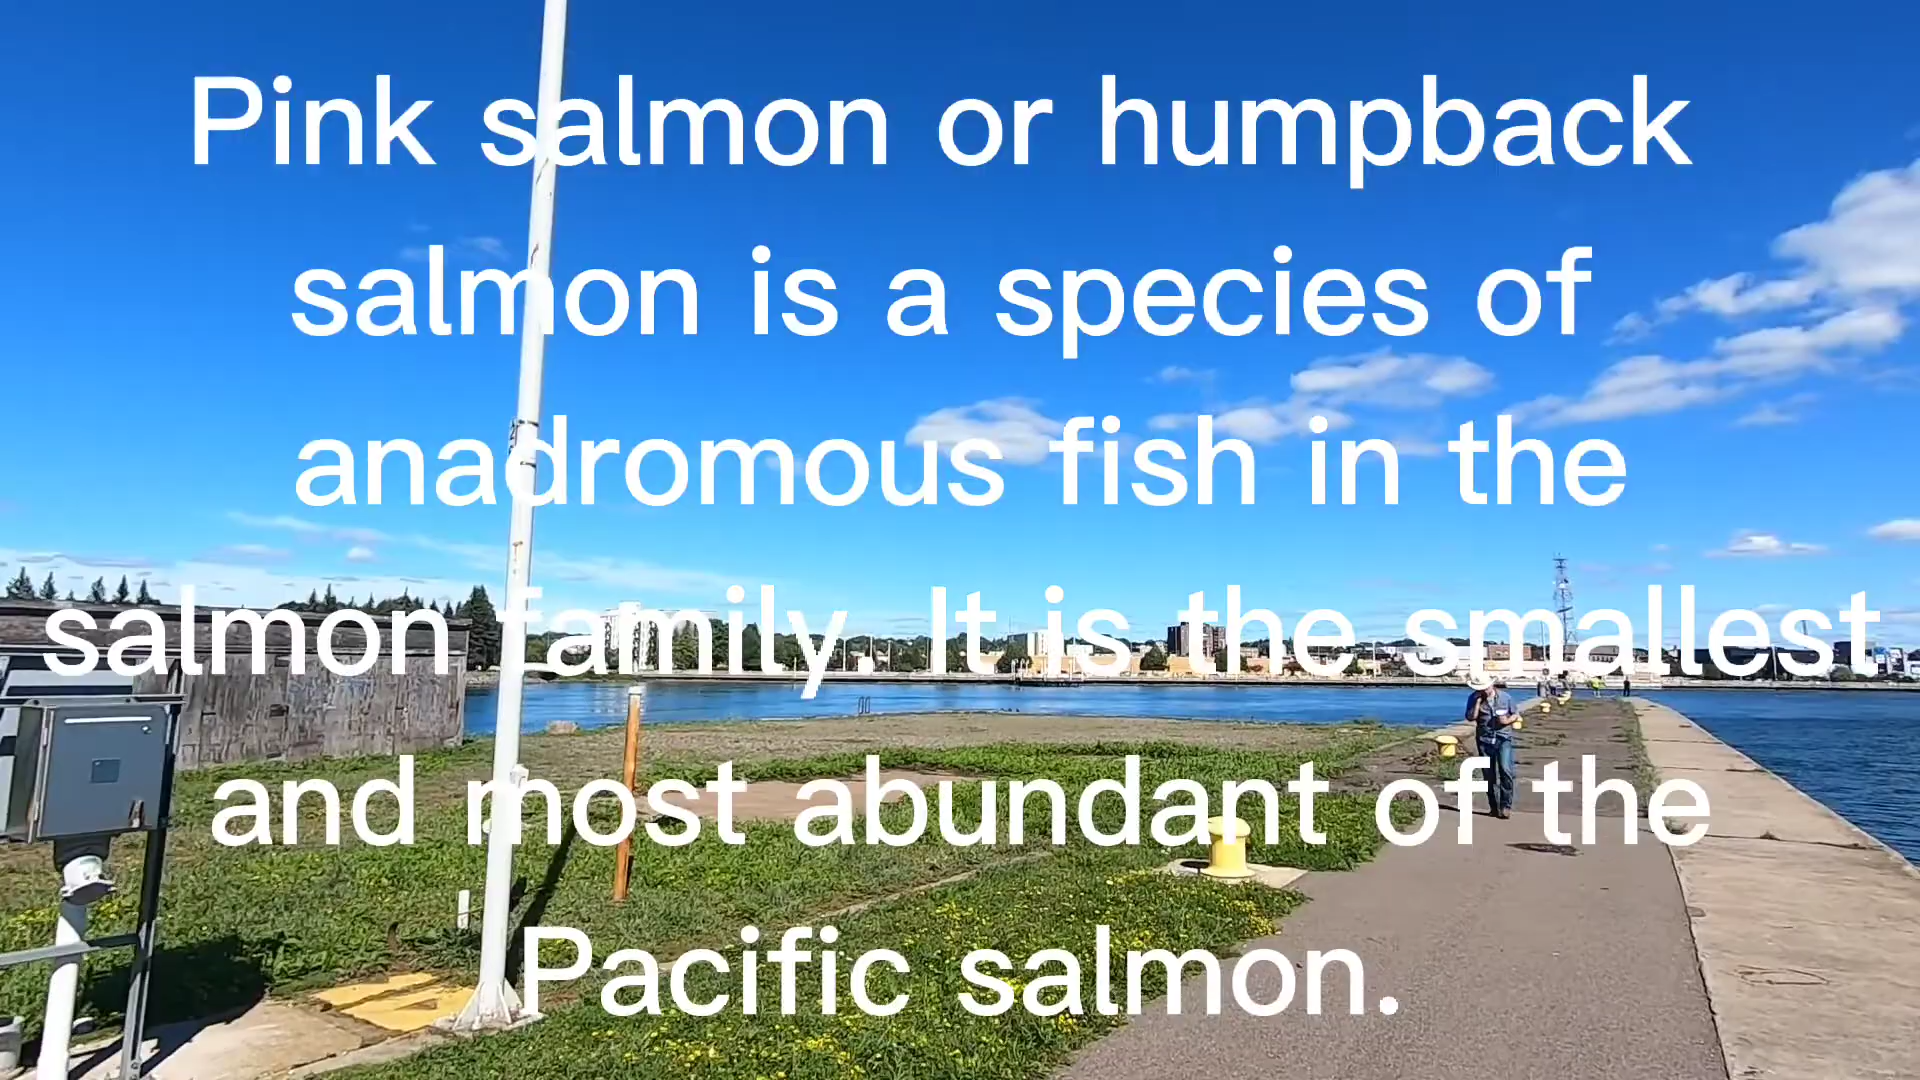 Pink salmon or humpback
salmon is a species of
anadromous fish in the
salmon family. It is the smallest
and most abundant of the
Pacific salmon.